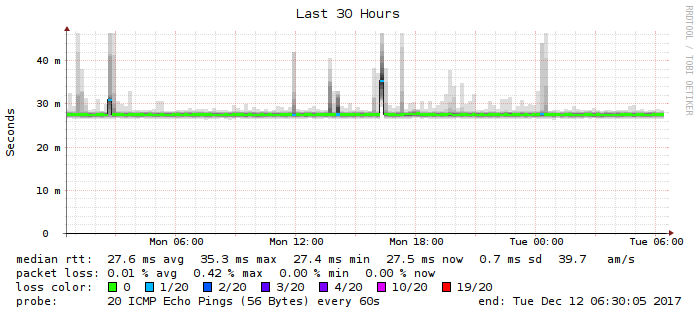 Last 30 Hours
RRDTOOL / TOBI OETIKER
Seconds
40 m
30 m
20 m
10 m
0
Mon 06:00 Mon 12:00 Mon 18:00 Tue 00:00 Tue 06:00
median rtt: 27.6 ms avg 35.3 ms max 27.4 ms min 27.5 ms now 0.7 ms sd 39.7 am/s
packet loss: 0.01 % avg 0.42 % max 0.00 % min 0.00 % now
loss color: 0 1/20 2/20 3/20 4/20 10/20 19/20
probe: 20 ICMP Echo Pings (56 Bytes) every 60s end: Tue Dec 12 06:30:05 2017